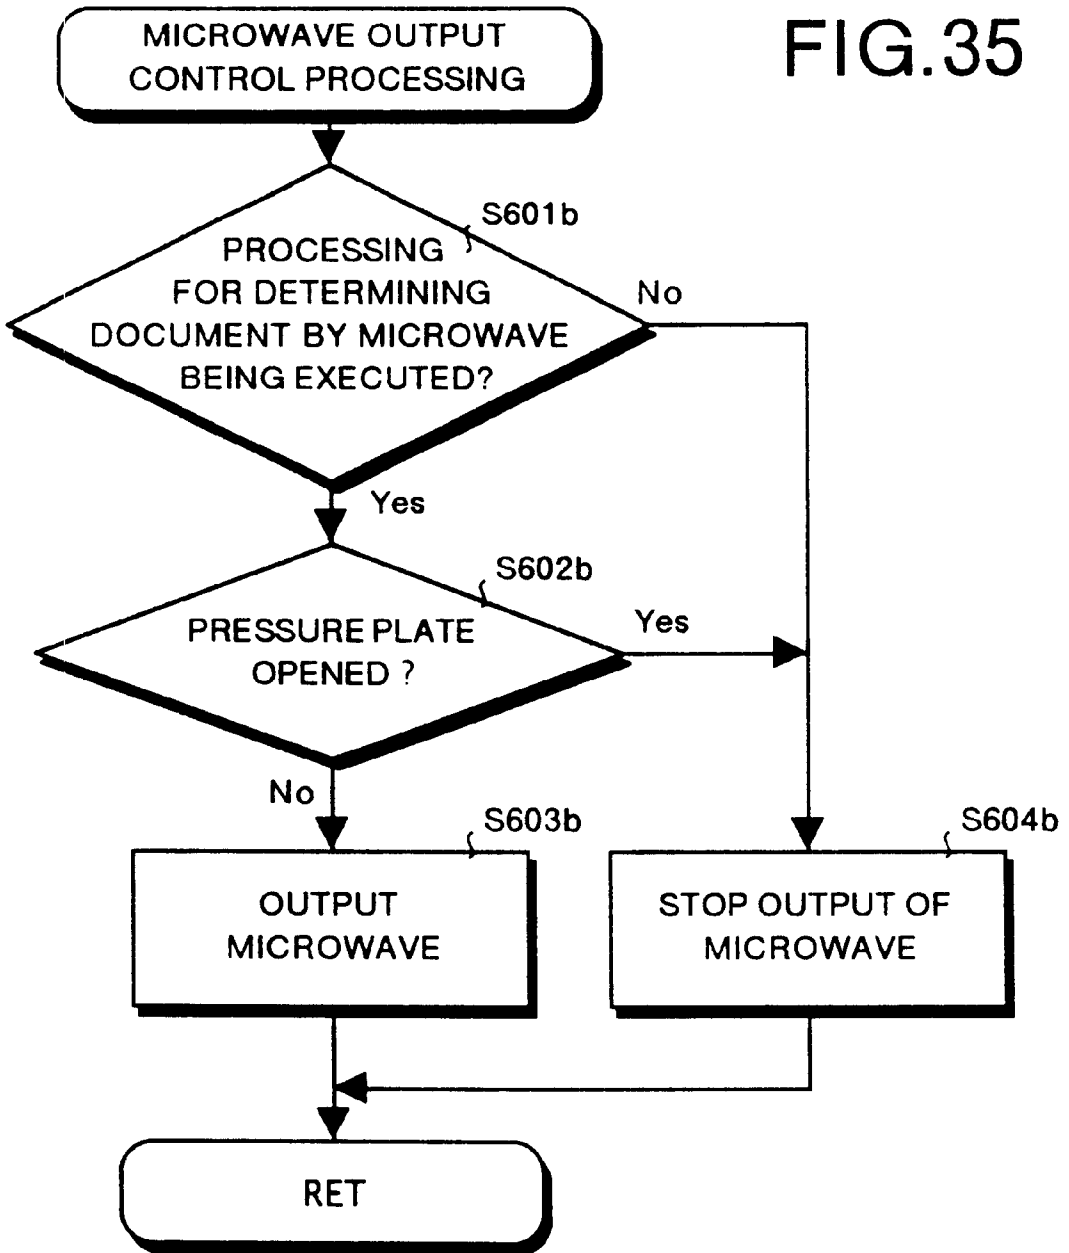 FIG.35
MICROWAVE OUTPUT
CONTROL PROCESSING
S601b
PROCESSING
FOR DETERMINING
DOCUMENT BY MICROWAVE
BEING EXECUTED?
No
Yes
S602b
PRESSURE PLATE
OPENED ?
Yes
No
S603b
OUTPUT
MICROWAVE
S604b
STOP OUTPUT OF
MICROWAVE
RET